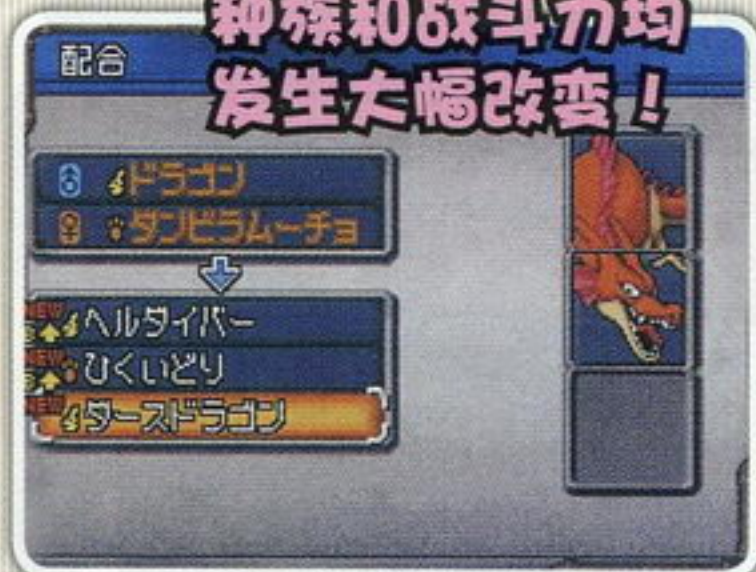 种族和战斗力均
发生大幅改变！
配合
ドラゴン
ダンビラムーチョ
NEW ヘルダイバー
NEW ひくいどり
NEW ダースドラゴン